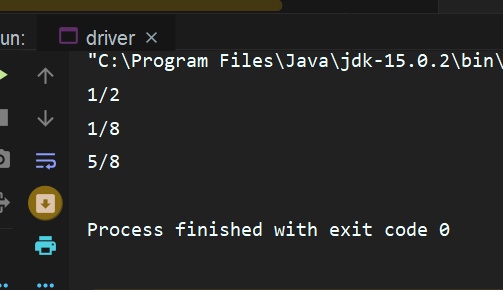 un: driver ×
"C:\Program Files\Java\jdk-15.0.2\bin\
1/2
1/8
5/8
Process finished with exit code 0